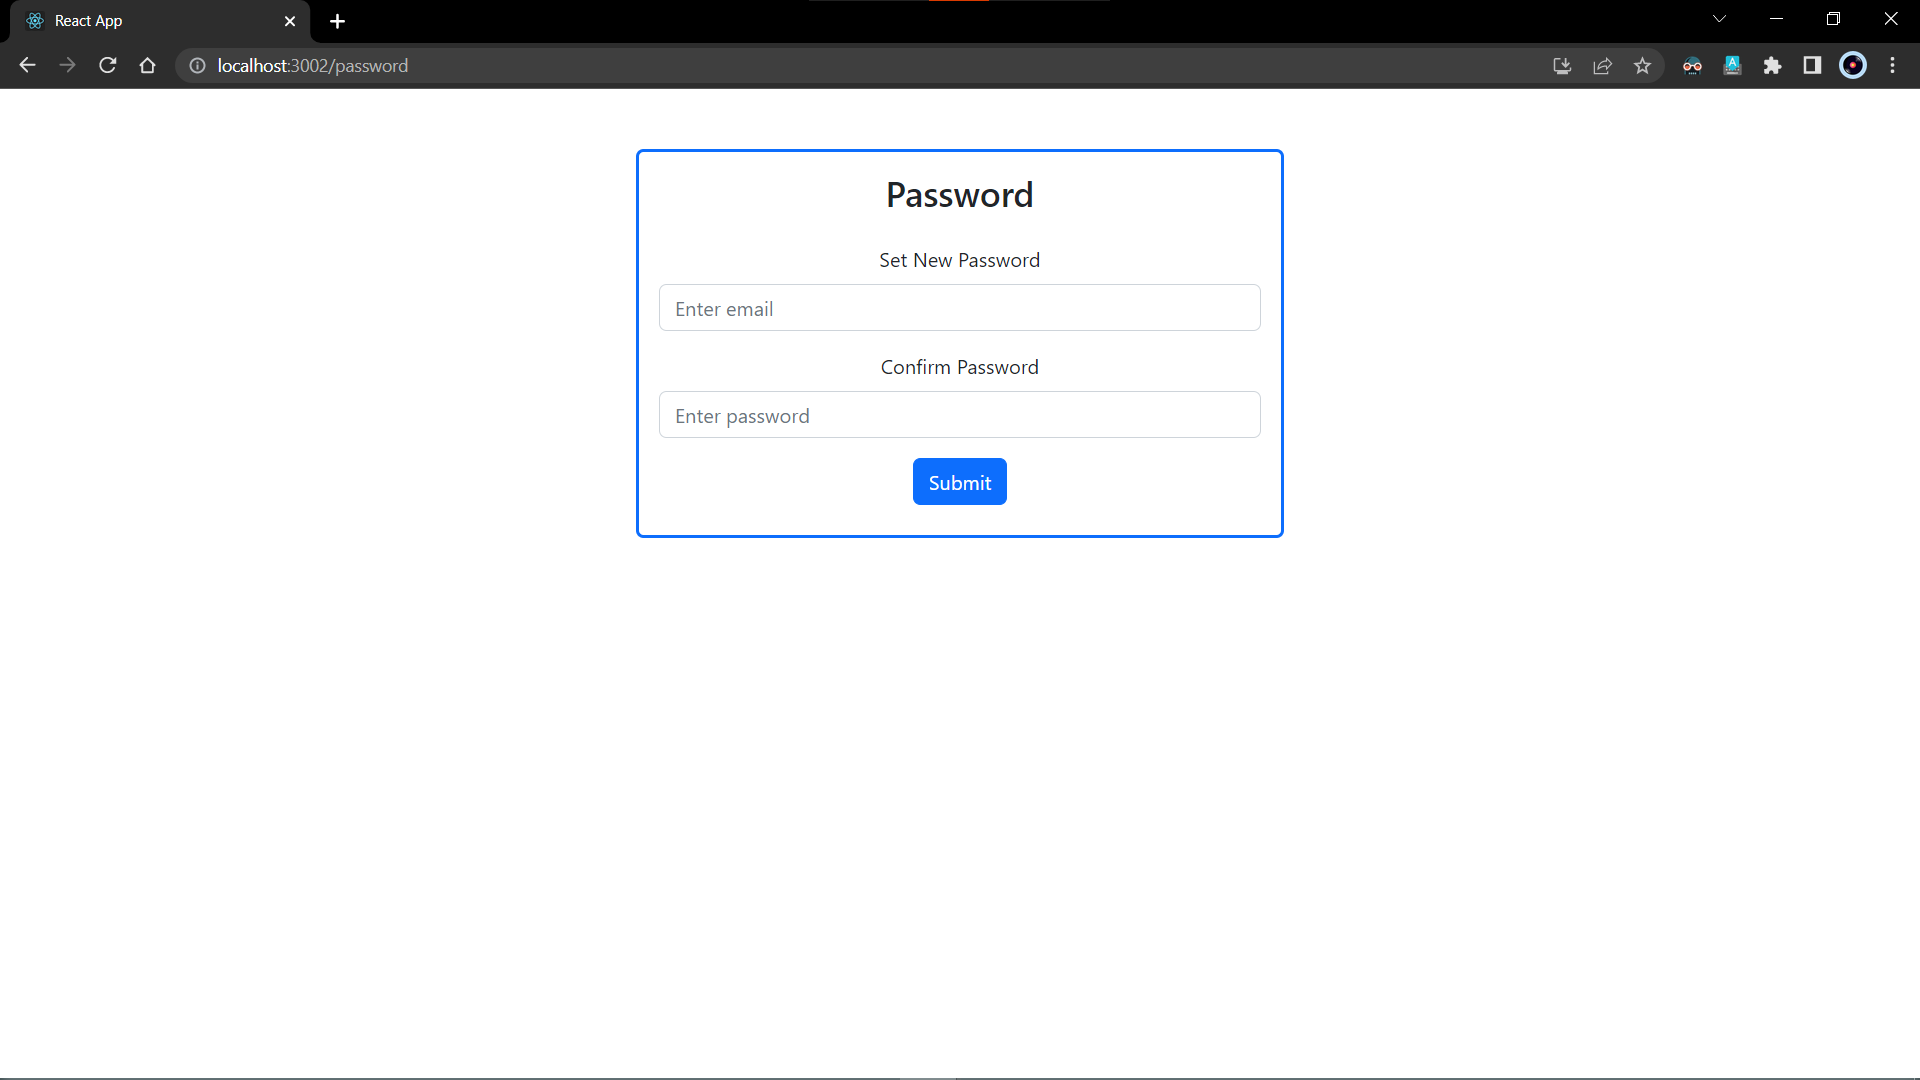 React App
localhost:3002/password
Password
Set New Password
Enter email
Confirm Password
Enter password
Submit